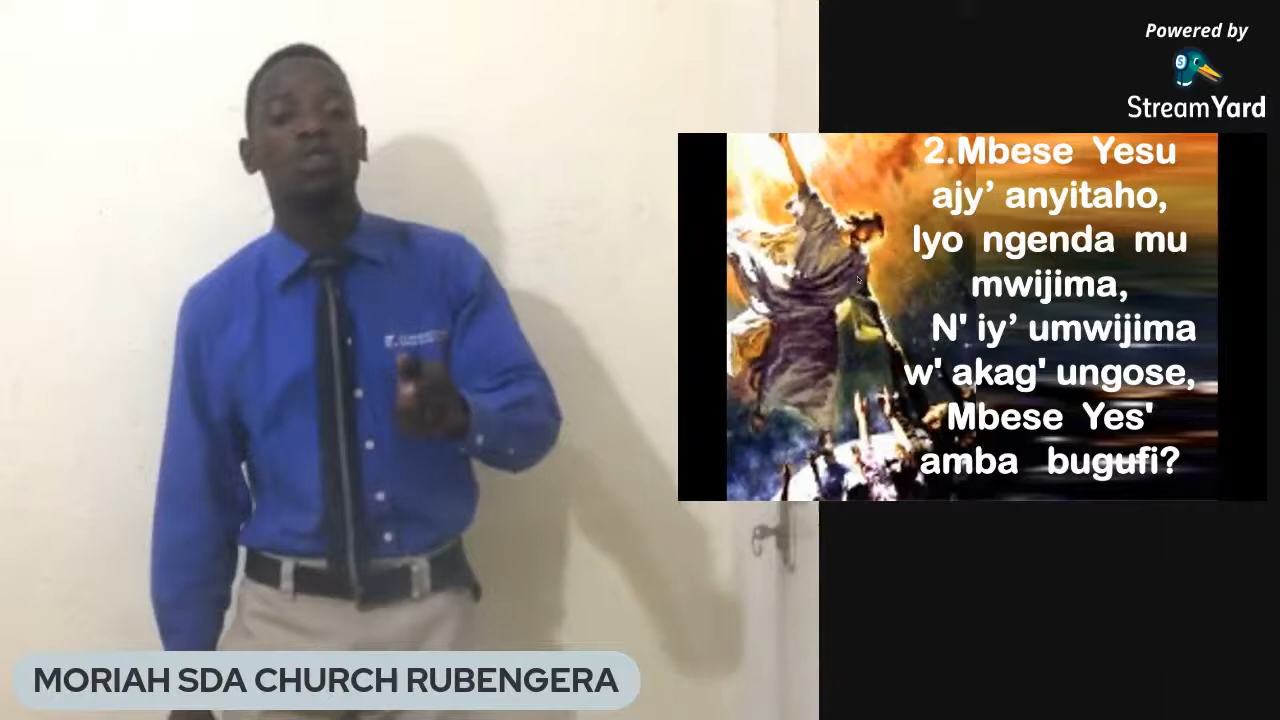 Powered by
StreamYard
2.Mbese Yesu
ajy’ anyitaho,
Iyo ngenda mu
mwijima,
N' iy’ umwijima
w' akag' ungose,
Mbese Yes'
amba bugufi?
MORIAH SDA CHURCH RUBENGERA